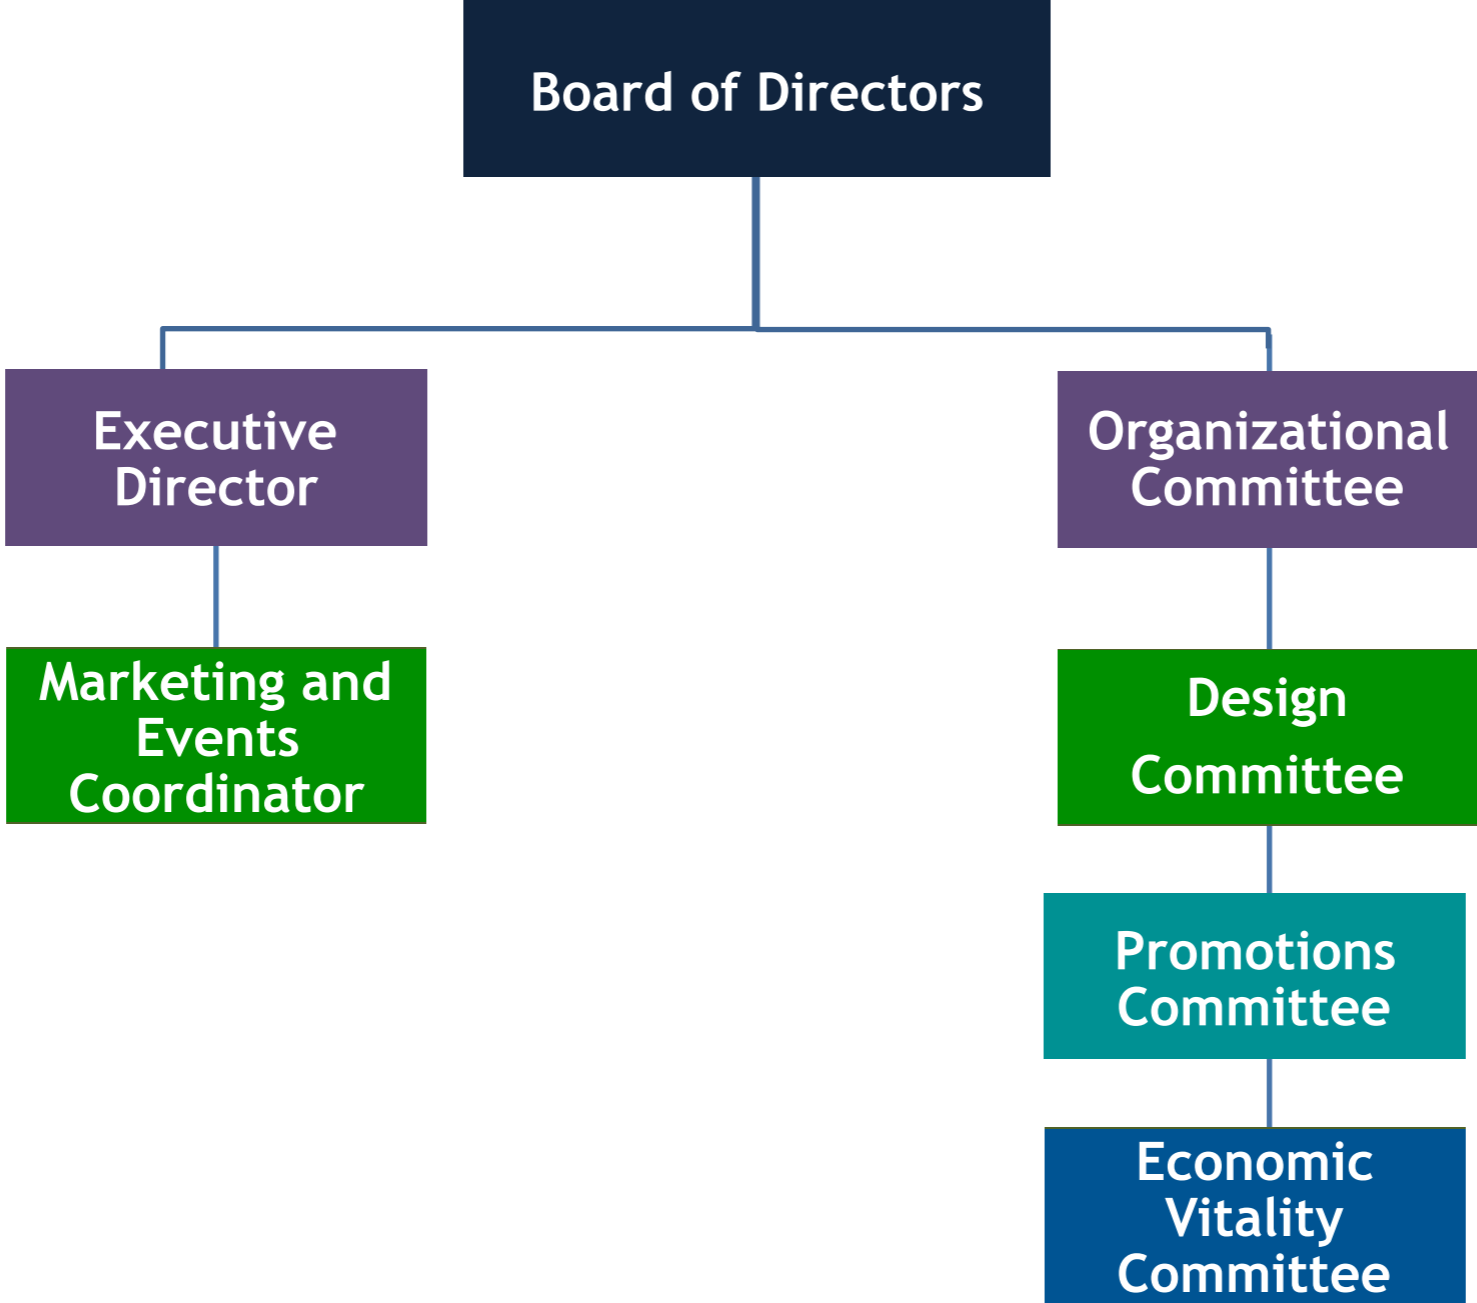 Board of Directors
Executive
Director
Organizational
Committee
Marketing and
Events
Coordinator
Design
Committee
Promotions
Committee
Economic
Vitality
Committee